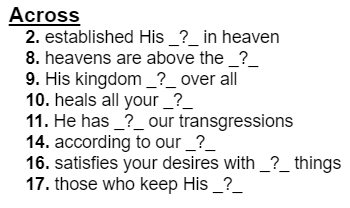 Across
2. established His _?_ in heaven
8. heavens are above the _?_
9. His kingdom _?_ over all
10. heals all your _?_
11. He has _?_ our transgressions
14. according to our _?_
16. satisfies your desires with _?_ things
17. those who keep His _?_